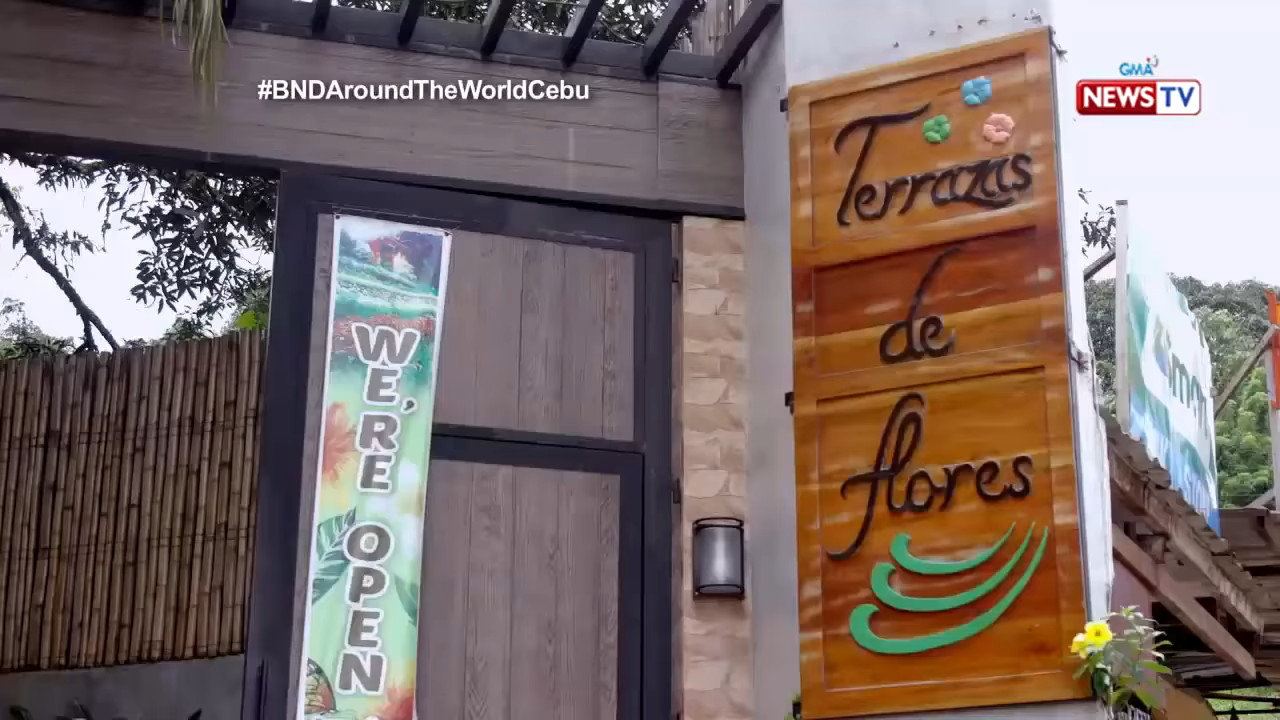 #BNDAroundTheWorldCebu
GMA
NEWS TV
WE'RE OPEN
Terrazas
de
flores